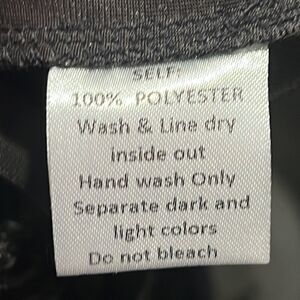 SELF:
100% POLYESTER
Wash & Line dry
inside out
Hand wash Only
Separate dark and
light colors
Do not bleach